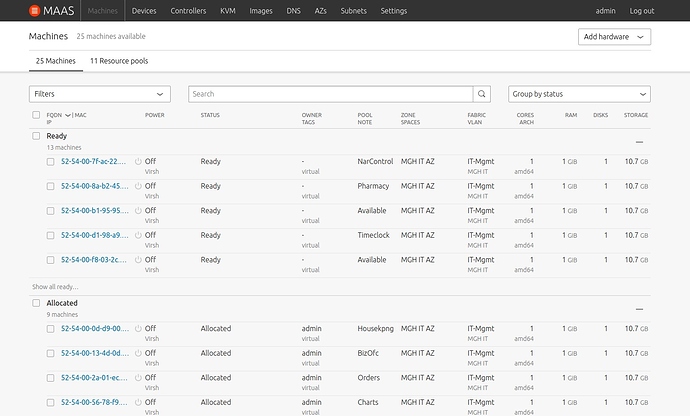 MAAS Machines Devices Controllers KVM Images DNS AZs Subnets Settings admin Log out
Machines 25 machines available Add hardware
25 Machines 11 Resource pools
Filters Search Group by status
FQDN | MAC POWER STATUS OWNER POOL ZONE FABRIC CORES RAM DISKS STORAGE
IP TAGS NOTE SPACES VLAN ARCH
Ready
13 machines
52-54-00-7f-ac-22.... Off Ready - NarControl MGH IT AZ IT-Mgmt 1 1 GiB 1 10.7 GB
Virsh virtual MGH IT amd64
52-54-00-8a-b2-45.... Off Ready - Pharmacy MGH IT AZ IT-Mgmt 1 1 GiB 1 10.7 GB
Virsh virtual MGH IT amd64
52-54-00-b1-95-95.... Off Ready - Available MGH IT AZ IT-Mgmt 1 1 GiB 1 10.7 GB
Virsh virtual MGH IT amd64
52-54-00-d1-98-a9.... Off Ready - Timeclock MGH IT AZ IT-Mgmt 1 1 GiB 1 10.7 GB
Virsh virtual MGH IT amd64
52-54-00-f8-03-2c.... Off Ready - Available MGH IT AZ IT-Mgmt 1 1 GiB 1 10.7 GB
Virsh virtual MGH IT amd64
Show all ready...
Allocated
9 machines
52-54-00-0d-d9-00.... Off Allocated admin Housekpng MGH IT AZ IT-Mgmt 1 1 GiB 1 10.7 GB
Virsh virtual MGH IT amd64
52-54-00-13-4d-0d.... Off Allocated admin BizOfc MGH IT AZ IT-Mgmt 1 1 GiB 1 10.7 GB
Virsh virtual MGH IT amd64
52-54-00-2a-01-ec.... Off Allocated admin Orders MGH IT AZ IT-Mgmt 1 1 GiB 1 10.7 GB
Virsh virtual MGH IT amd64
52-54-00-56-78-f9.... Off Allocated admin Charts MGH IT AZ IT-Mgmt 1 1 GiB 1 10.7 GB
Virsh virtual MGH IT amd64